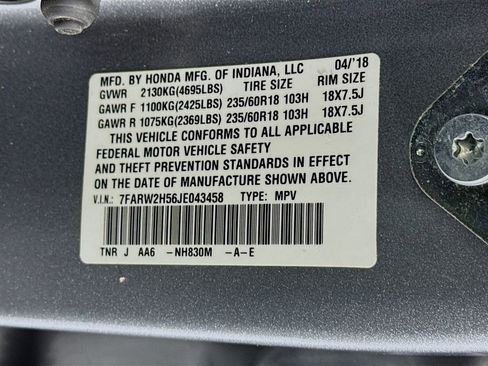 MFD. BY HONDA MFG. OF INDIANA, LLC 04/'18
GVWR 2130KG(4695LBS) TIRE SIZE RIM SIZE
GAWR F 1100KG(2425LBS) 235/60R18 103H 18X7.5J
GAWR R 1075KG(2369LBS) 235/60R18 103H 18X7.5J
THIS VEHICLE CONFORMS TO ALL APPLICABLE
FEDERAL MOTOR VEHICLE SAFETY
AND THEFT PREVENTION STANDARDS IN EFFECT
ON THE DATE OF MANUFACTURE SHOWN ABOVE.
V.I.N.: 7FARW2H56JE043458 TYPE: MPV
TNR J AA6 -NH830M -A-E